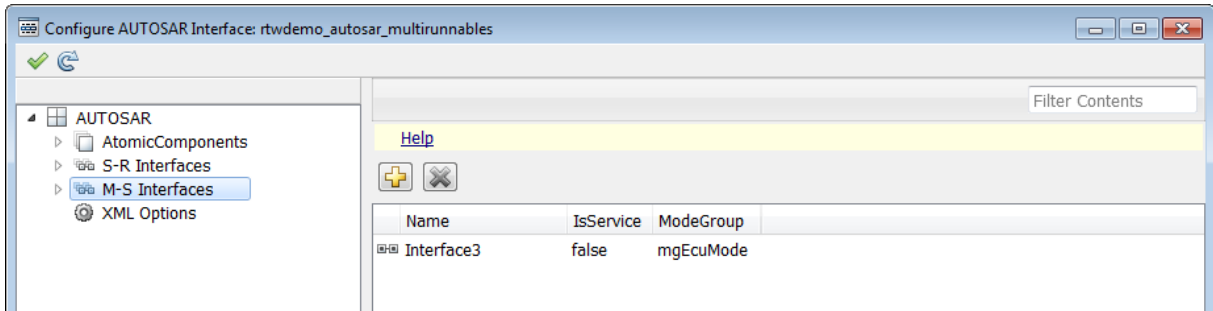 Configure AUTOSAR Interface: rtwdemo_autosar_multirunnables
Filter Contents
AUTOSAR
AtomicComponents
S-R Interfaces
M-S Interfaces
XML Options
Help
Name IsService ModeGroup
Interface3 false mgEcuMode